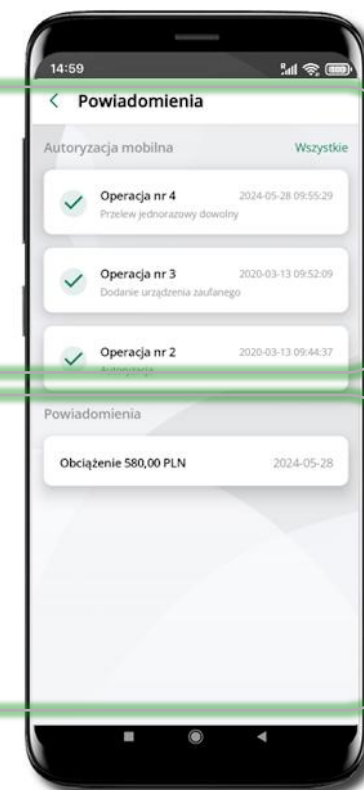 14:59
Powiadomienia
Autoryzacja mobilna Wszystkie
Operacja nr 4 2024-05-28 09:55:29
Przelew jednorazowy dowolny
Operacja nr 3 2020-03-13 09:52:09
Dodanie urządzenia zaufanego
Operacja nr 2 2020-03-13 09:44:37
Autoryzacja
Powiadomienia
Obciążenie 580,00 PLN 2024-05-28